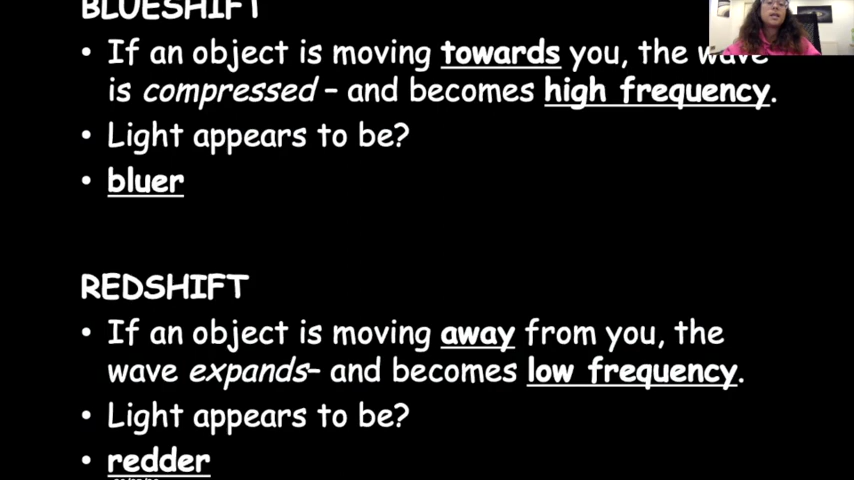 BLUESHIFT
• If an object is moving towards you, the wave
is compressed – and becomes high frequency.
• Light appears to be?
• bluer
REDSHIFT
• If an object is moving away from you, the
wave expands– and becomes low frequency.
• Light appears to be?
• redder